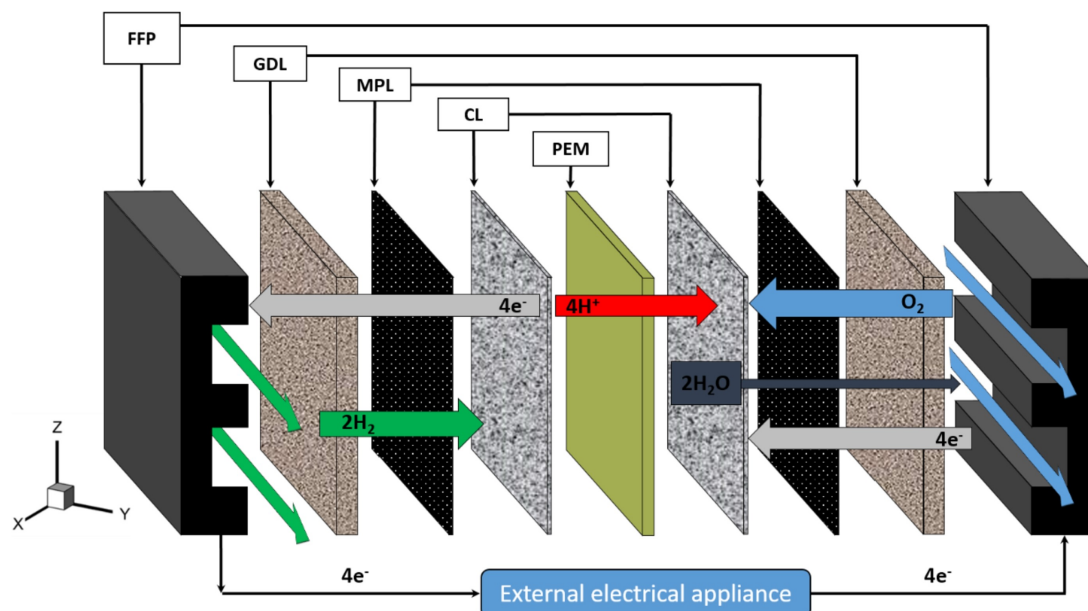 FFP
GDL
MPL
CL
PEM
4e⁻
4H⁺
O₂
2H₂O
2H₂
4e⁻
Z
X
Y
4e⁻
External electrical appliance
4e⁻